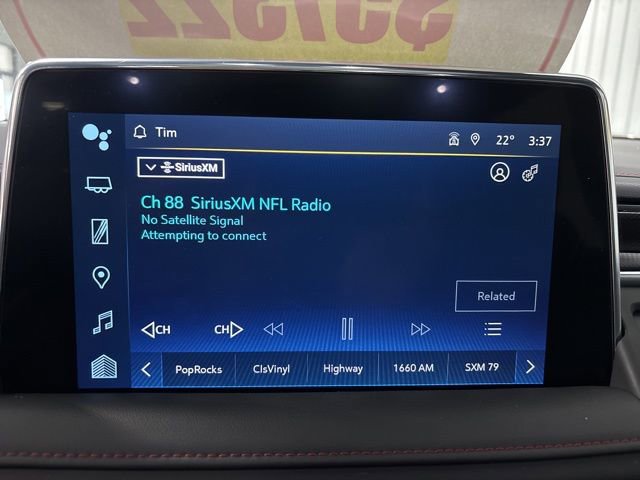 Tim
22° 3:37
SiriusXM
Ch 88 SiriusXM NFL Radio
No Satellite Signal
Attempting to connect
Related
CH CH
PopRocks ClsVinyl Highway 1660 AM SXM 79